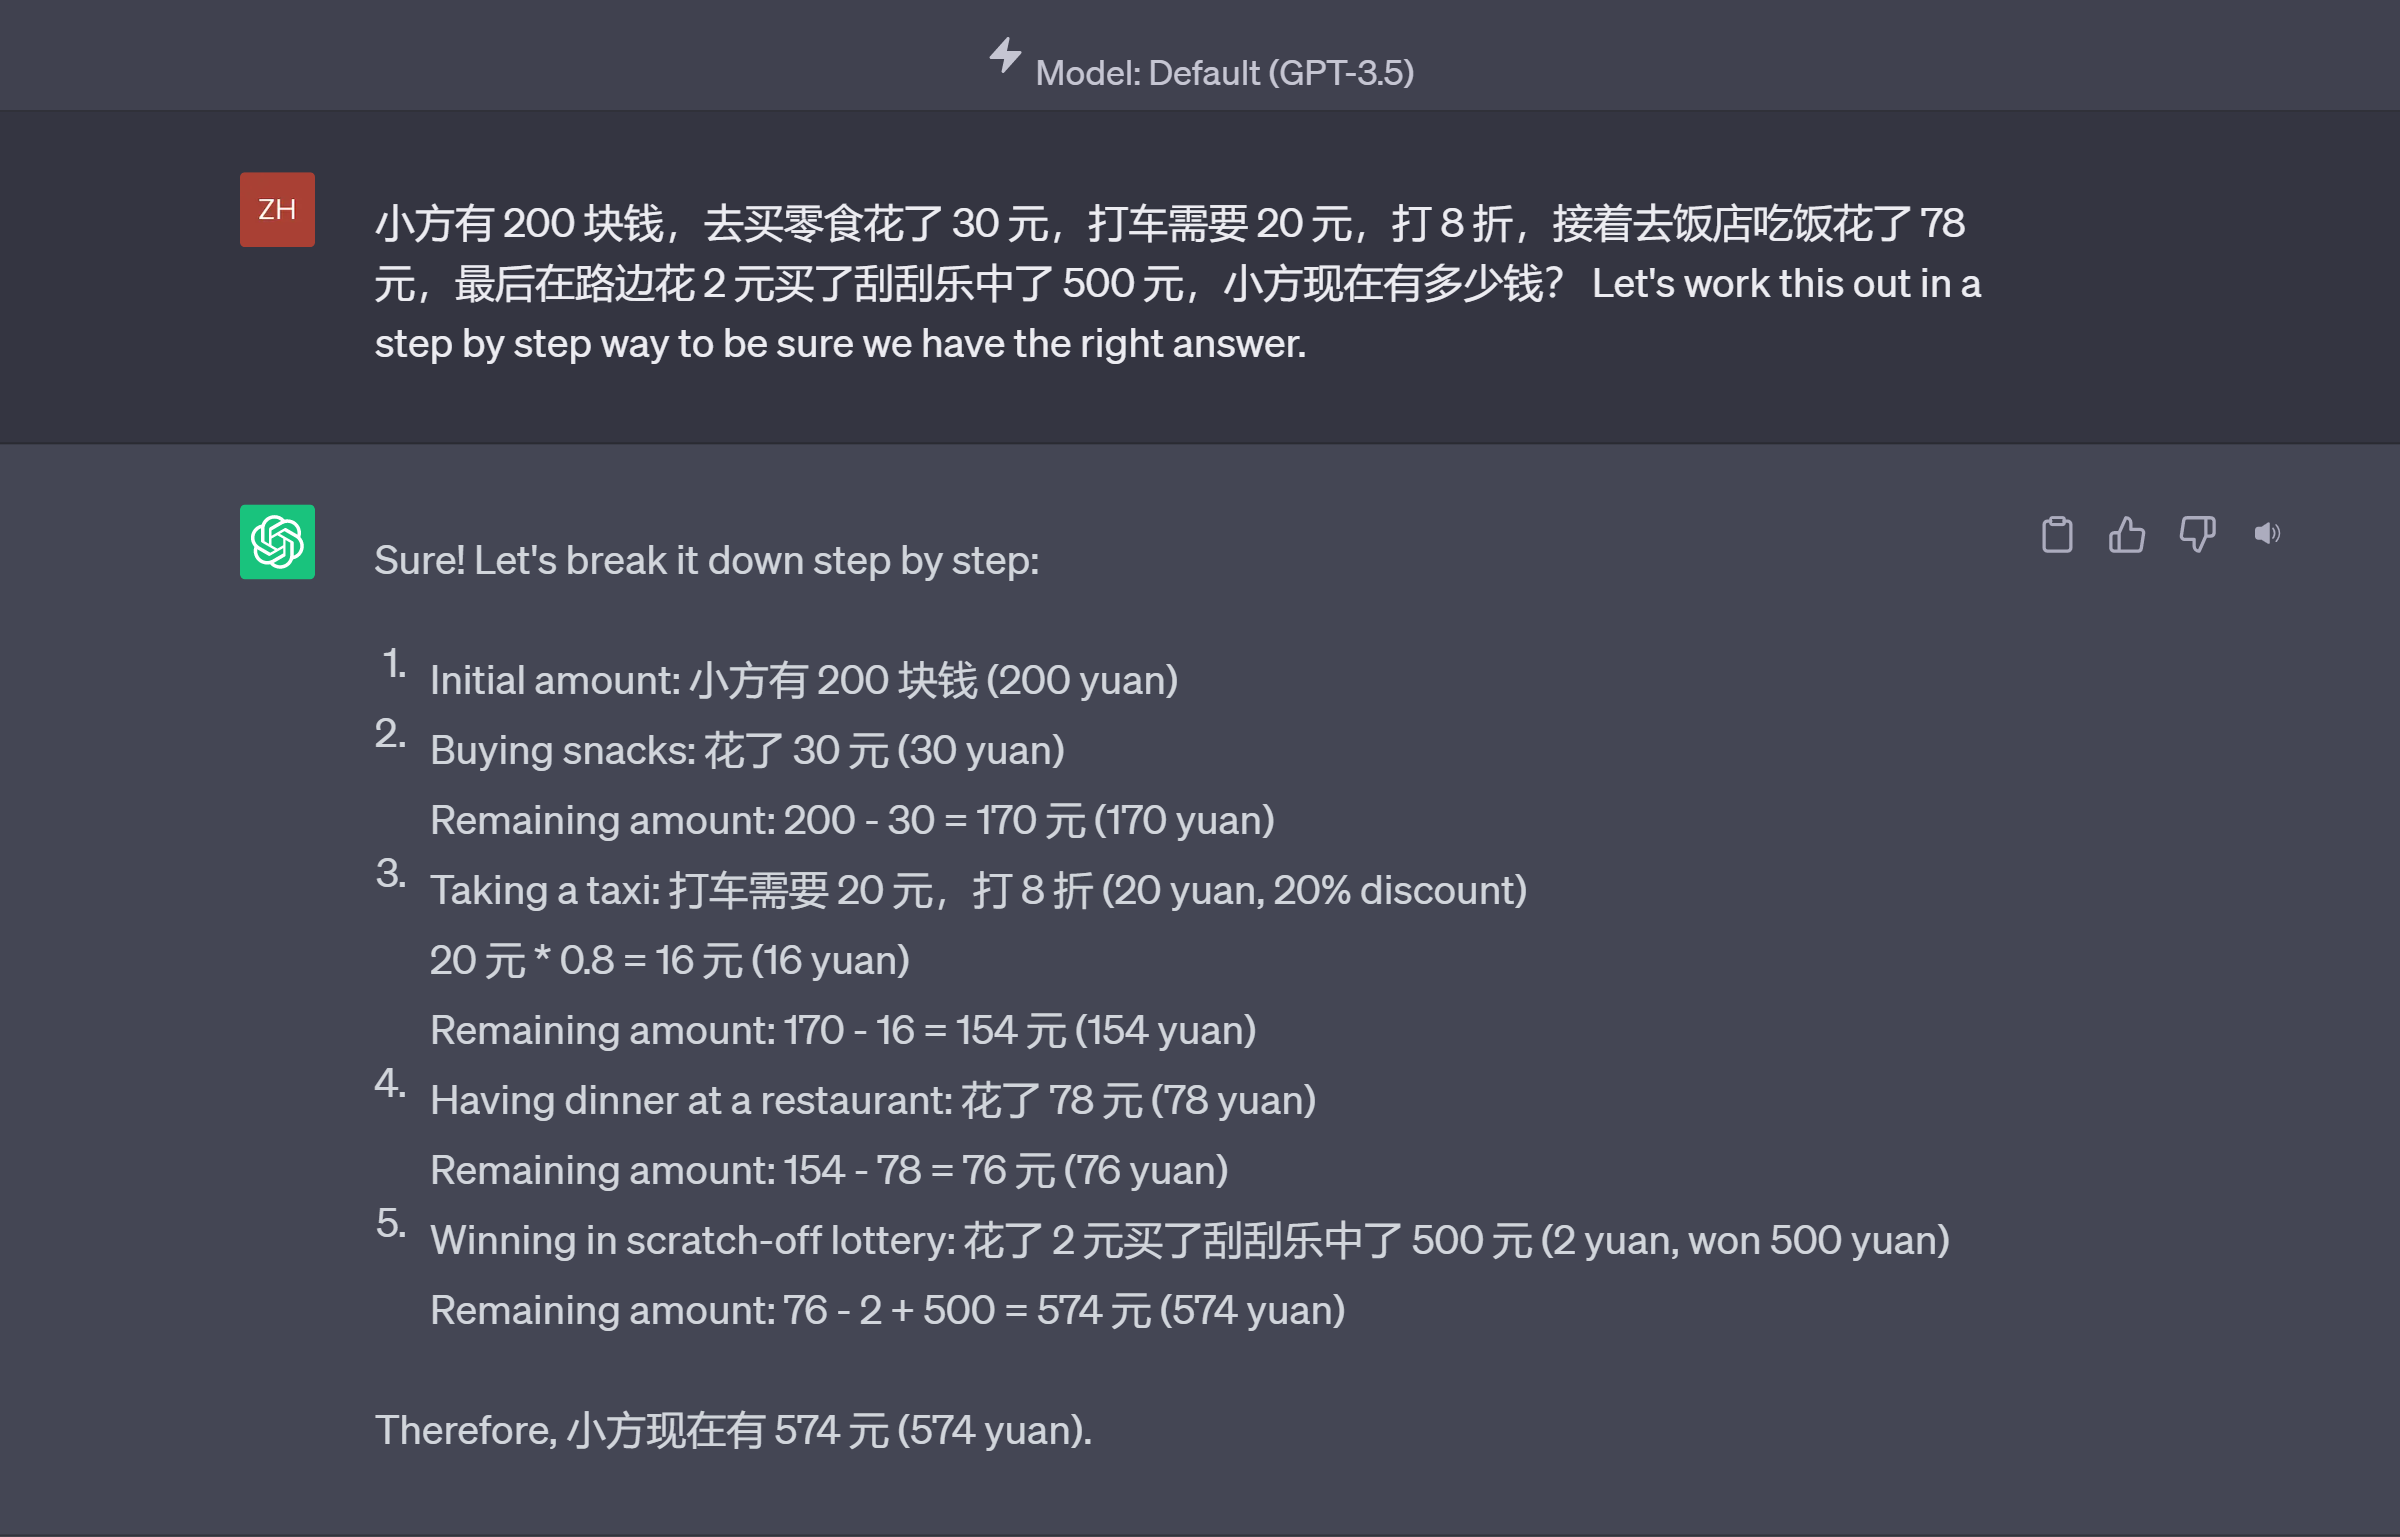 Model: Default (GPT-3.5)
ZH
小方有 200 块钱，去买零食花了 30 元，打车需要 20 元，打 8 折，接着去饭店吃饭花了 78
元，最后在路边花 2 元买了刮刮乐中了 500 元，小方现在有多少钱？ Let's work this out in a
step by step way to be sure we have the right answer.
Sure! Let's break it down step by step:
1. Initial amount: 小方有 200 块钱 (200 yuan)
2. Buying snacks: 花了 30 元 (30 yuan)
Remaining amount: 200 - 30 = 170 元 (170 yuan)
3. Taking a taxi: 打车需要 20 元，打 8 折 (20 yuan, 20% discount)
20 元 * 0.8 = 16 元 (16 yuan)
Remaining amount: 170 - 16 = 154 元 (154 yuan)
4. Having dinner at a restaurant: 花了 78 元 (78 yuan)
Remaining amount: 154 - 78 = 76 元 (76 yuan)
5. Winning in scratch-off lottery: 花了 2 元买了刮刮乐中了 500 元 (2 yuan, won 500 yuan)
Remaining amount: 76 - 2 + 500 = 574 元 (574 yuan)
Therefore, 小方现在有 574 元 (574 yuan).